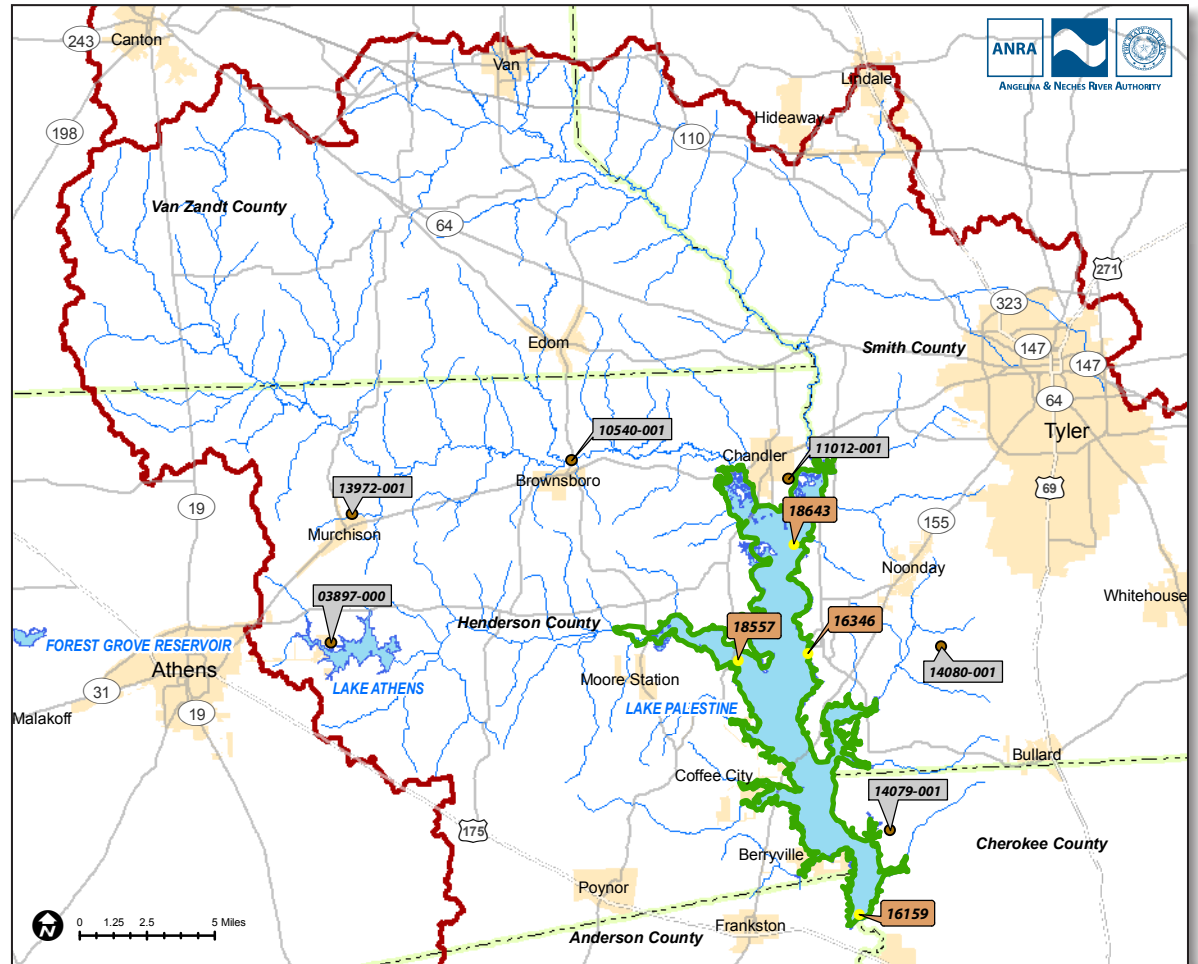 243
Canton
Van
Lindale
ANRA
THE STATE OF TEXAS
ANGELINA & NECHES RIVER AUTHORITY
Hideaway
198
110
Van Zandt County
64
271
323
Edom
Smith County
147
147
64
Tyler
10540-001
Chandler
11012-001
Brownsboro
13972-001
69
19
18643
155
Murchison
Noonday
Whitehouse
03897-000
Henderson County
16346
18557
FOREST GROVE RESERVOIR
Athens
Moore Station
14080-001
LAKE ATHENS
31
LAKE PALESTINE
Malakoff
19
Bullard
Coffee City
14079-001
175
Cherokee County
Berryville
Poynor
16159
N
0 1.25 2.5 5 Miles
Frankston
Anderson County